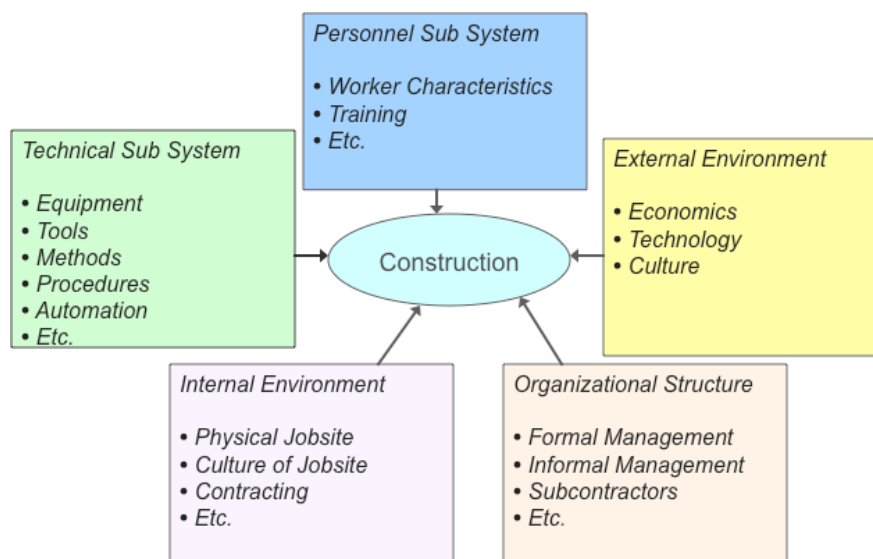 Personnel Sub System
• Worker Characteristics
• Training
• Etc.
Technical Sub System
• Equipment
• Tools
• Methods
• Procedures
• Automation
• Etc.
External Environment
• Economics
• Technology
• Culture
Construction
Internal Environment
• Physical Jobsite
• Culture of Jobsite
• Contracting
• Etc.
Organizational Structure
• Formal Management
• Informal Management
• Subcontractors
• Etc.